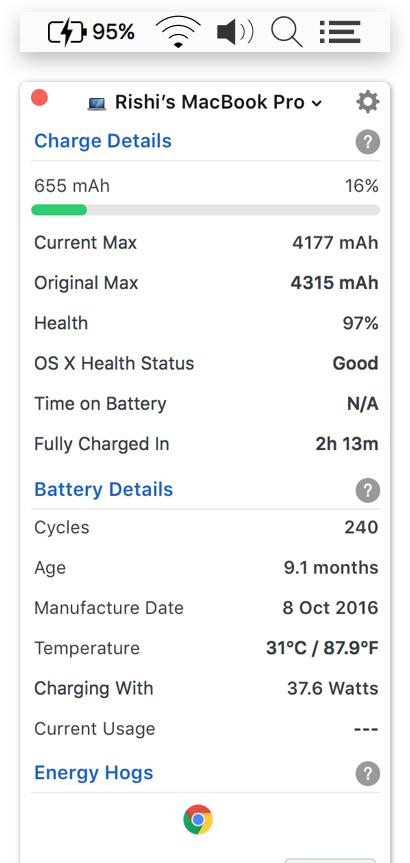 95%
Rishi’s MacBook Pro
Charge Details ?
655 mAh 16%
Current Max 4177 mAh
Original Max 4315 mAh
Health 97%
OS X Health Status Good
Time on Battery N/A
Fully Charged In 2h 13m
Battery Details ?
Cycles 240
Age 9.1 months
Manufacture Date 8 Oct 2016
Temperature 31°C / 87.9°F
Charging With 37.6 Watts
Current Usage ---
Energy Hogs ?